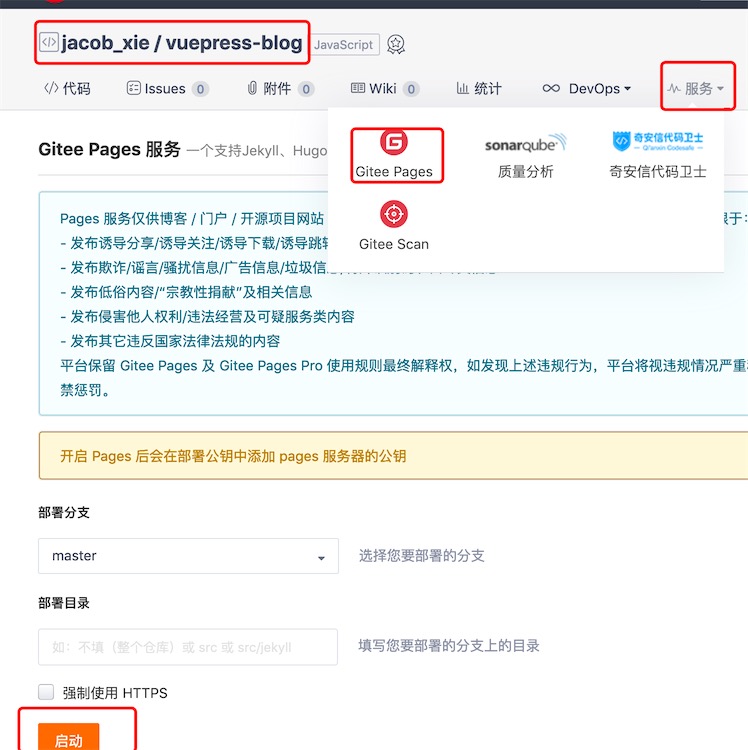 jacob_xie / vuepress-blog JavaScript
代码 Issues 0 附件 0 Wiki 0 统计 DevOps 服务
Gitee Pages 服务 一个支持Jekyll、Hugo
Gitee Pages
sonarqube
质量分析
奇安信代码卫士
Qi'anxin Codesafe
奇安信代码卫士
Gitee Scan
Pages 服务仅供博客 / 门户 / 开源项目网站
限于:
- 发布诱导分享/诱导关注/诱导下载/诱导跳转
- 发布欺诈/谣言/骚扰信息/广告信息/垃圾信息
- 发布低俗内容/“宗教性捐献”及相关信息
- 发布侵害他人权利/违法经营及可疑服务类内容
- 发布其它违反国家法律法规的内容
平台保留 Gitee Pages 及 Gitee Pages Pro 使用规则最终解释权，如发现上述违规行为，平台将视违规情况严重
禁惩罚。
开启 Pages 后会在部署公钥中添加 pages 服务器的公钥
部署分支
master 选择您要部署的分支
部署目录
如：不填（整个仓库）或 src 或 src/jekyll 填写您要部署的分支上的目录
强制使用 HTTPS
启动